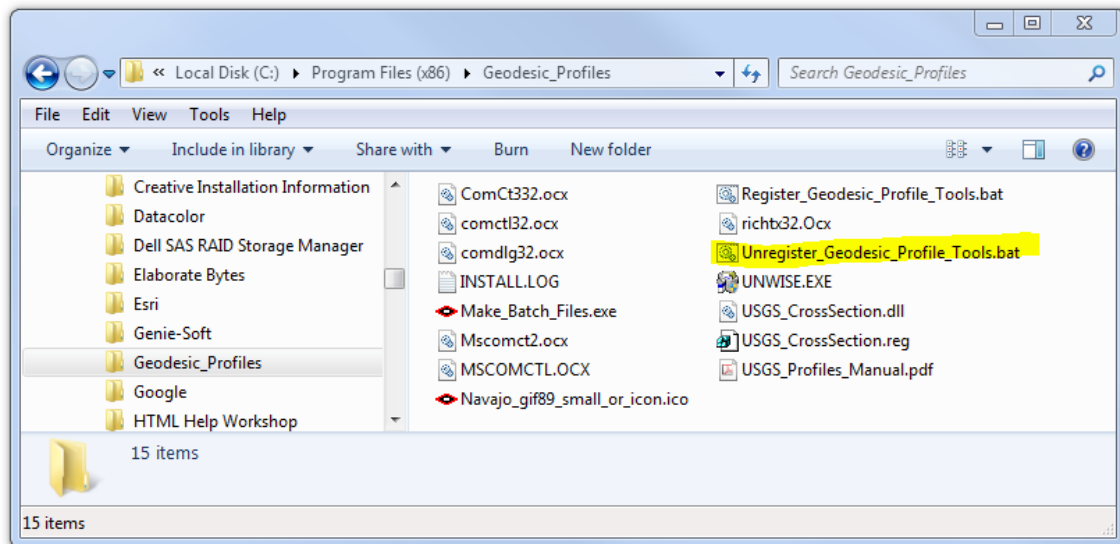 « Local Disk (C:) ▸ Program Files (x86) ▸ Geodesic_Profiles
Search Geodesic_Profiles
File Edit View Tools Help
Organize Include in library Share with Burn New folder
Creative Installation Information
Datacolor
Dell SAS RAID Storage Manager
Elaborate Bytes
Esri
Genie-Soft
Geodesic_Profiles
Google
HTML Help Workshop
ComCt332.ocx
comctl32.ocx
comdlg32.ocx
INSTALL.LOG
Make_Batch_Files.exe
Mscomct2.ocx
MSCOMCTL.OCX
Navajo_gif89_small_or_icon.ico
Register_Geodesic_Profile_Tools.bat
richtx32.Ocx
Unregister_Geodesic_Profile_Tools.bat
UNWISE.EXE
USGS_CrossSection.dll
USGS_CrossSection.reg
USGS_Profiles_Manual.pdf
15 items
15 items